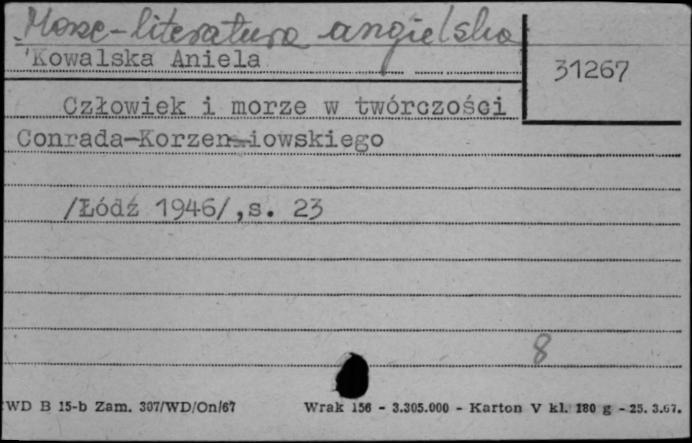 Morze-literatura angielska
Kowalska Aniela
31267
Człowiek i morze w twórczości
Conrada-Korzeniowskiego
/Łódź 1946/,s. 23
8
WD B 15-b Zam. 307/WD/On/67 Wrak 156 - 3.305.000 - Karton V kl. 180 g - 25. 3.67.